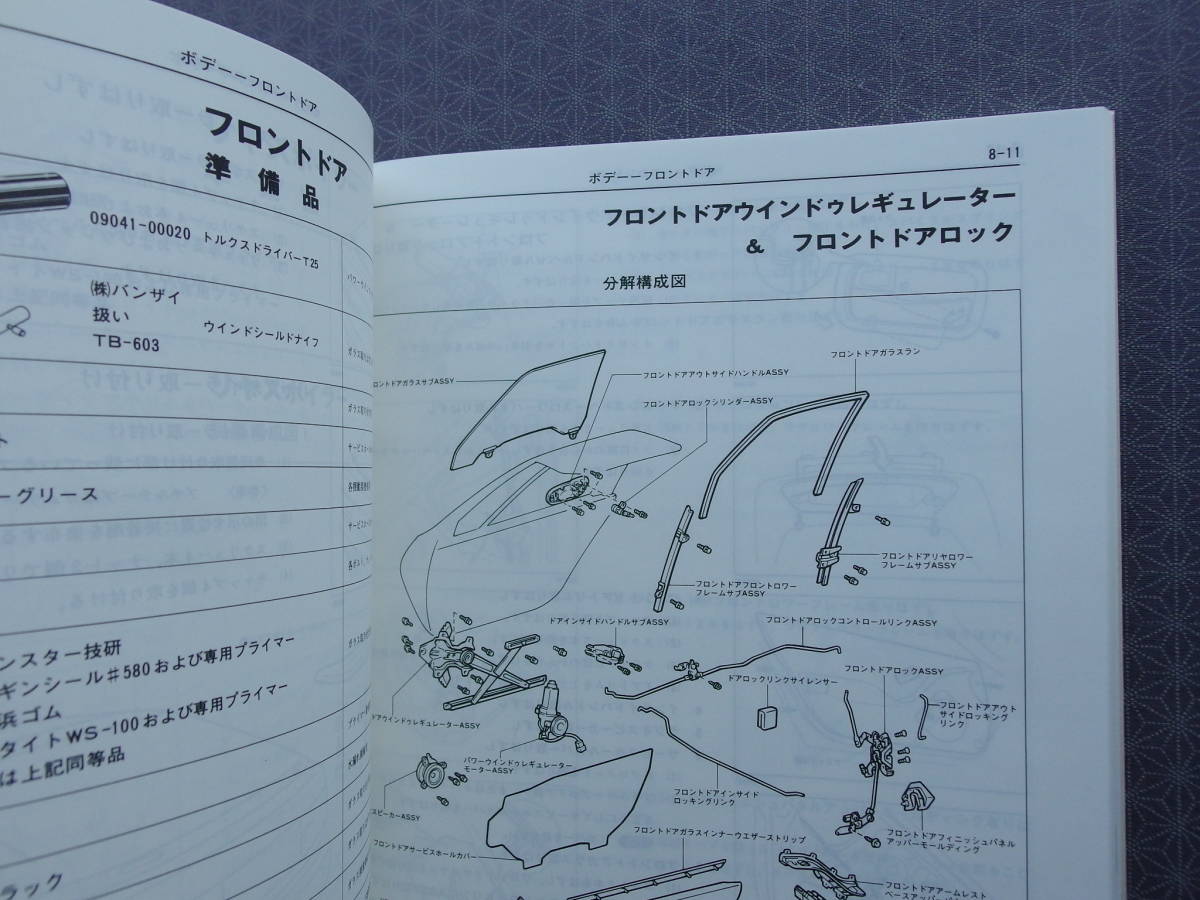 ボデー－フロントドア
フロントドア
準備品
09041-00020 トルクスドライバーT25
㈱バンザイ
扱い
TB-603
ウインドシールドナイフ
ーグリース
ンスター技研
ギンシール#580および専用プライマー
浜ゴム
タイトWS-100および専用プライマー
は上記同等品
ラック
8-11
ボデー－フロントドア
フロントドアウインドゥレギュレーター
& フロントドアロック
分解構成図
フロントドアガラスラン
ロントドアガラスサブASSY
フロントドアアウトサイドハンドルASSY
フロントドアロックシリンダーASSY
フロントドアリヤロワー
フレームサブASSY
フロントドアフロントロワー
フレームサブASSY
ドアインサイドハンドルサブASSY
フロントドアロックコントロールリンクASSY
フロントドアロックASSY
ドアロックリンクサイレンサー
フロントドアアウト
サイドロッキング
リンク
ドアウインドゥレギュレーターASSY
パワーウインドゥレギュレーター
モーターASSY
フロントドアインサイド
ロッキングリンク
スピーカーASSY
フロントドアガラスインナーウエザーストリップ
フロントドアフィニッシュパネル
アッパーモールディング
フロントドアサービスホールカバー
フロントドアアームレスト